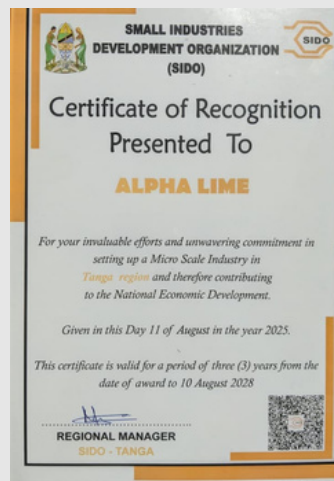 SMALL INDUSTRIES
DEVELOPMENT ORGANIZATION
(SIDO)
SIDO
Certificate of Recognition
Presented To
ALPHA LIME
For your invaluable efforts and unwavering commitment in
setting up a Micro Scale Industry in
Tanga region and therefore contributing
to the National Economic Development.
Given in this Day 11 of August in the year 2025.
This certificate is valid for a period of three (3) years from the
date of award to 10 August 2028
REGIONAL MANAGER
SIDO - TANGA